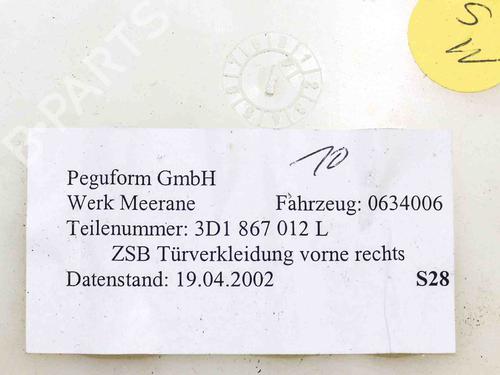 S
M
10
Peguform GmbH
Werk Meerane Fahrzeug: 0634006
Teilenummer: 3D1 867 012 L
ZSB Türverkleidung vorne rechts
Datenstand: 19.04.2002 S28
B-PARTS